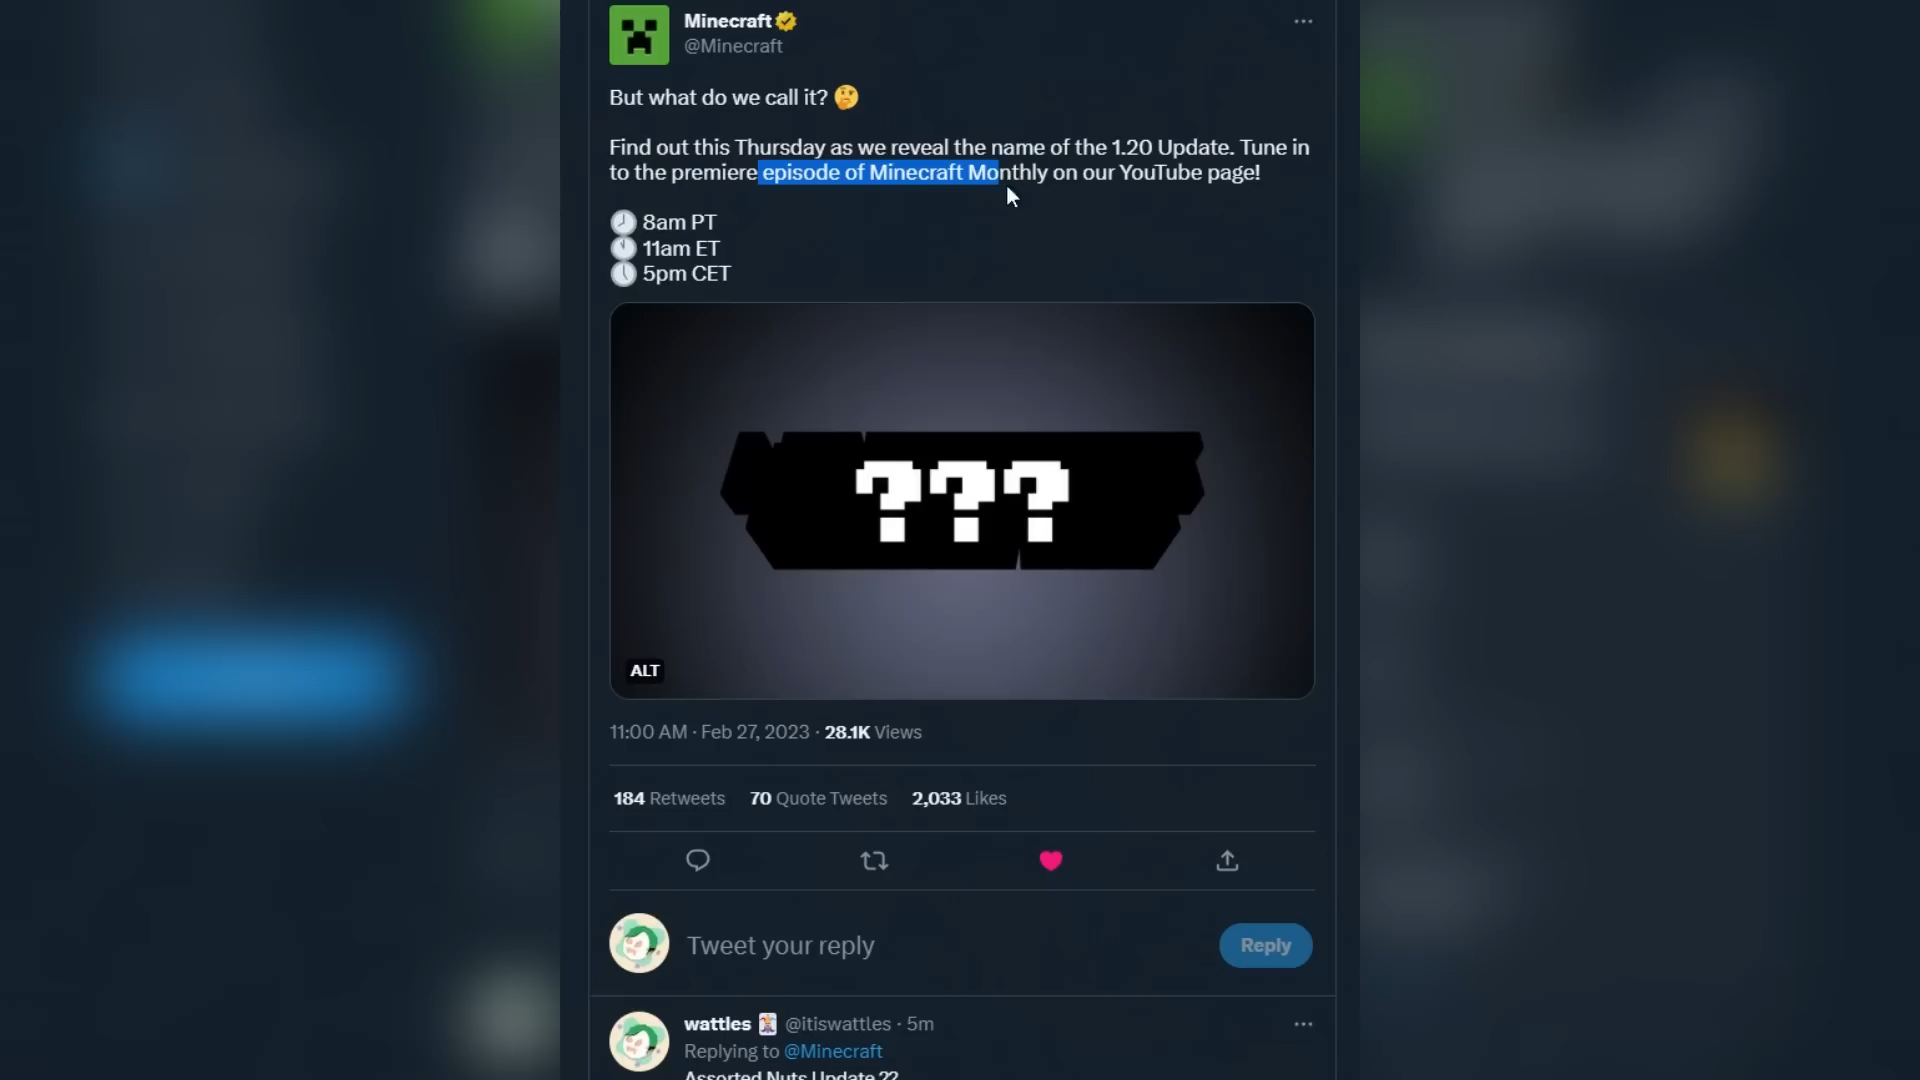 Minecraft
@Minecraft
But what do we call it? 🤔
Find out this Thursday as we reveal the name of the 1.20 Update. Tune in
to the premiere episode of Minecraft Monthly on our YouTube page!
🕗 8am PT
🕚 11am ET
🕔 5pm CET
???
ALT
11:00 AM · Feb 27, 2023 · 28.1K Views
184 Retweets 70 Quote Tweets 2,033 Likes
Tweet your reply
Reply
wattles 🃏 @itiswattles · 5m
Replying to @Minecraft
Assorted Nuts Update ??